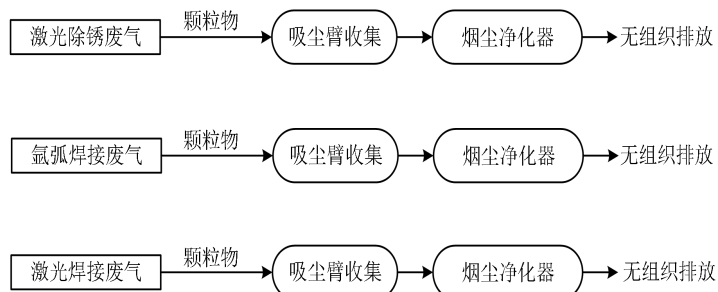 激光除锈废气 颗粒物 吸尘臂收集 烟尘净化器 无组织排放
氩弧焊接废气 颗粒物 吸尘臂收集 烟尘净化器 无组织排放
激光焊接废气 颗粒物 吸尘臂收集 烟尘净化器 无组织排放